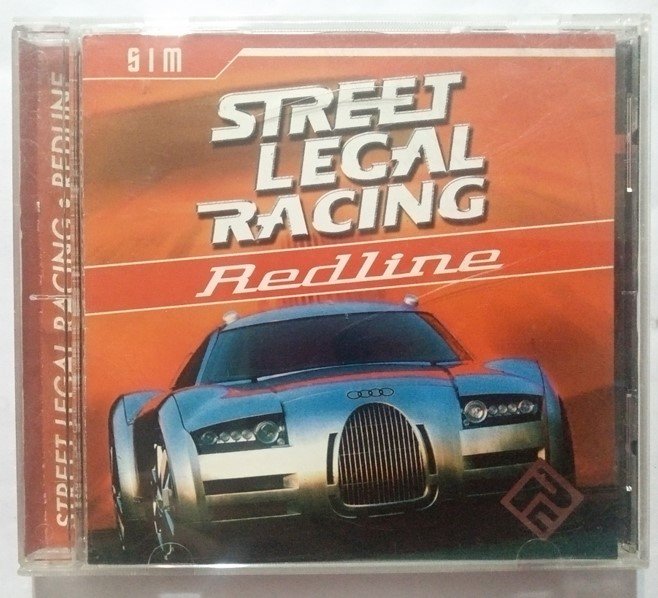 SIM
STREET
LEGAL
RACING
Redline
STREET LEGAL RACING : REDLINE